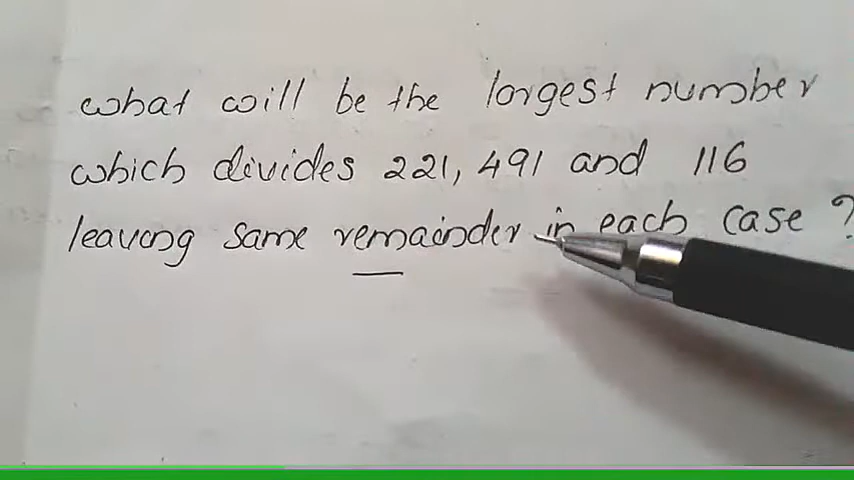 what will be the largest number
which divides 221, 491 and 116
leaving same remainder in each case ?